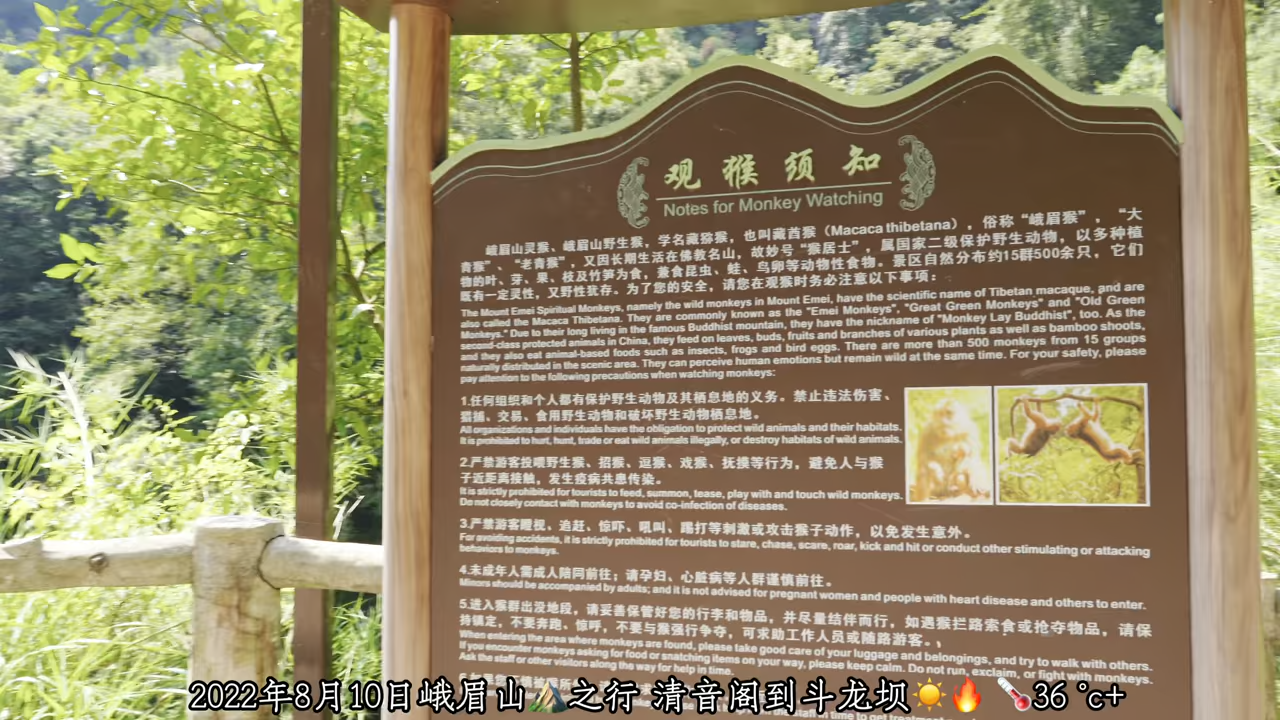 观猴须知
Notes for Monkey Watching
峨眉山灵猴、峨眉山野生猴，学名藏猕猴，也叫藏酋猴（Macaca thibetana），俗称“峨眉猴”，“大
青猴”、“老青猴”，又因长期生活在佛教名山，故妙号“猴居士”，属国家二级保护野生动物，以多种植
物的叶、芽、果、枝及竹笋为食，兼食昆虫、蛙、鸟卵等动物性食物。景区自然分布约15群500余只，它们
既有一定灵性，又野性犹存。为了您的安全，请您在观猴时务必注意以下事项：
The Mount Emei Spiritual Monkeys, namely the wild monkeys in Mount Emei, have the scientific name of Tibetan macaque, and are
also called the Macaca Thibetana. They are commonly known as the "Emei Monkeys", "Great Green Monkeys" and "Old Green
Monkeys." Due to their long living in the famous Buddhist mountain, they have the nickname of "Monkey Lay Buddhist", too. As the
second-class protected animals in China, they feed on leaves, buds, fruits and branches of various plants as well as bamboo shoots,
and they also eat animal-based foods such as insects, frogs and bird eggs. There are more than 500 monkeys from 15 groups
naturally distributed in the scenic area. They can perceive human emotions but remain wild at the same time. For your safety, please
pay attention to the following precautions when watching monkeys:
1.任何组织和个人都有保护野生动物及其栖息地的义务。禁止违法伤害、
猎捕、交易、食用野生动物和破坏野生动物栖息地。
All organizations and individuals have the obligation to protect wild animals and their habitats.
It is prohibited to hurt, hunt, trade or eat wild animals illegally, or destroy habitats of wild animals.
2.严禁游客投喂野生猴、招猴、逗猴、戏猴、抚摸等行为，避免人与猴
子近距离接触，发生疫病共患传染。
It is strictly prohibited for tourists to feed, summon, tease, play with and touch wild monkeys.
Do not closely contact with monkeys to avoid co-infection of diseases.
3.严禁游客瞪视、追赶、惊吓、吼叫、踢打等刺激或攻击猴子动作，以免发生意外。
For avoiding accidents, it is strictly prohibited for tourists to stare, chase, scare, roar, kick and hit or conduct other stimulating or attacking
behaviors to monkeys.
4.未成年人需成人陪同前往；请孕妇、心脏病等人群谨慎前往。
Minors should be accompanied by adults; and it is not advised for pregnant women and people with heart disease and others to enter.
5.进入猴群出没地段，请妥善保管好您的行李和物品，并尽量结伴而行，如遇猴拦路索食或抢夺物品，请保
持镇定，不要奔跑、惊呼，不要与猴强行争夺，可求助工作人员或随路游客。
When entering the area where monkeys are found, please take good care of your luggage and belongings, and try to walk with others.
If you encounter monkeys asking for food or snatching items on your way, please keep calm. Do not run, exclaim, or fight with monkeys.
Ask the staff or other visitors along the way for help in time.
2022年8月10日峨眉山⛰️之行 清音阁到斗龙坝☀️🔥 🌡️36 ℃+